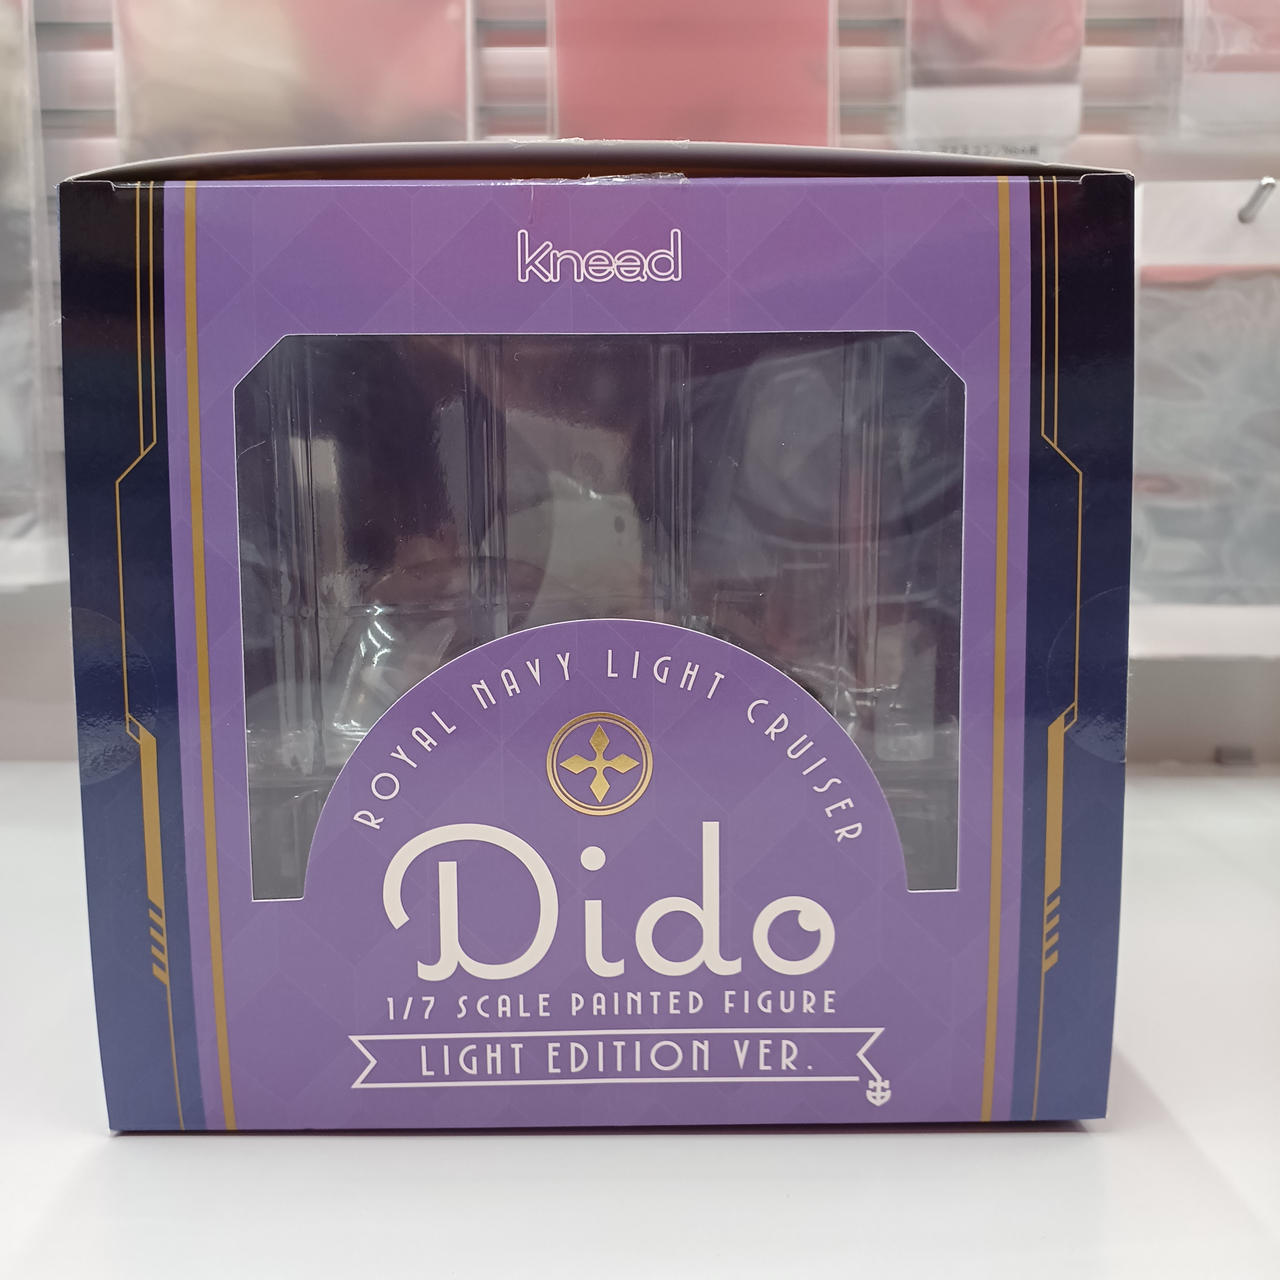 knead
ROYAL NAVY LIGHT CRUISER
Dido
1/7 SCALE PAINTED FIGURE
LIGHT EDITION VER.